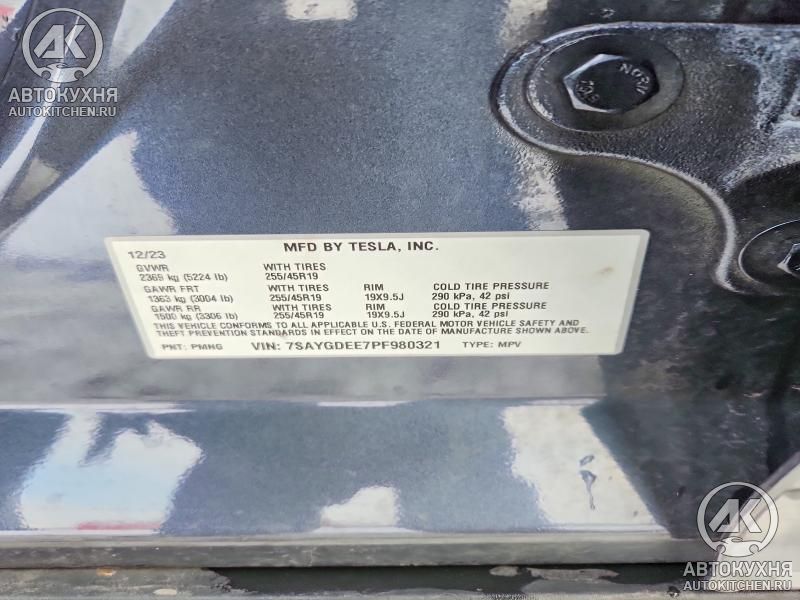 АК
АВТОКУХНЯ
AUTOKITCHEN.RU
12/23 MFD BY TESLA, INC.
GVWR WITH TIRES
2369 kg (5224 lb) 255/45R19
GAWR FRT WITH TIRES RIM COLD TIRE PRESSURE
1363 kg (3004 lb) 255/45R19 19X9.5J 290 kPa, 42 psi
GAWR RR WITH TIRES RIM COLD TIRE PRESSURE
1500 kg (3306 lb) 255/45R19 19X9.5J 290 kPa, 42 psi
THIS VEHICLE CONFORMS TO ALL APPLICABLE U.S. FEDERAL MOTOR VEHICLE SAFETY AND
THEFT PREVENTION STANDARDS IN EFFECT ON THE DATE OF MANUFACTURE SHOWN ABOVE.
PNT: PMNG VIN: 7SAYGDEE7PF980321 TYPE: MPV
АК
АВТОКУХНЯ
AUTOKITCHEN.RU